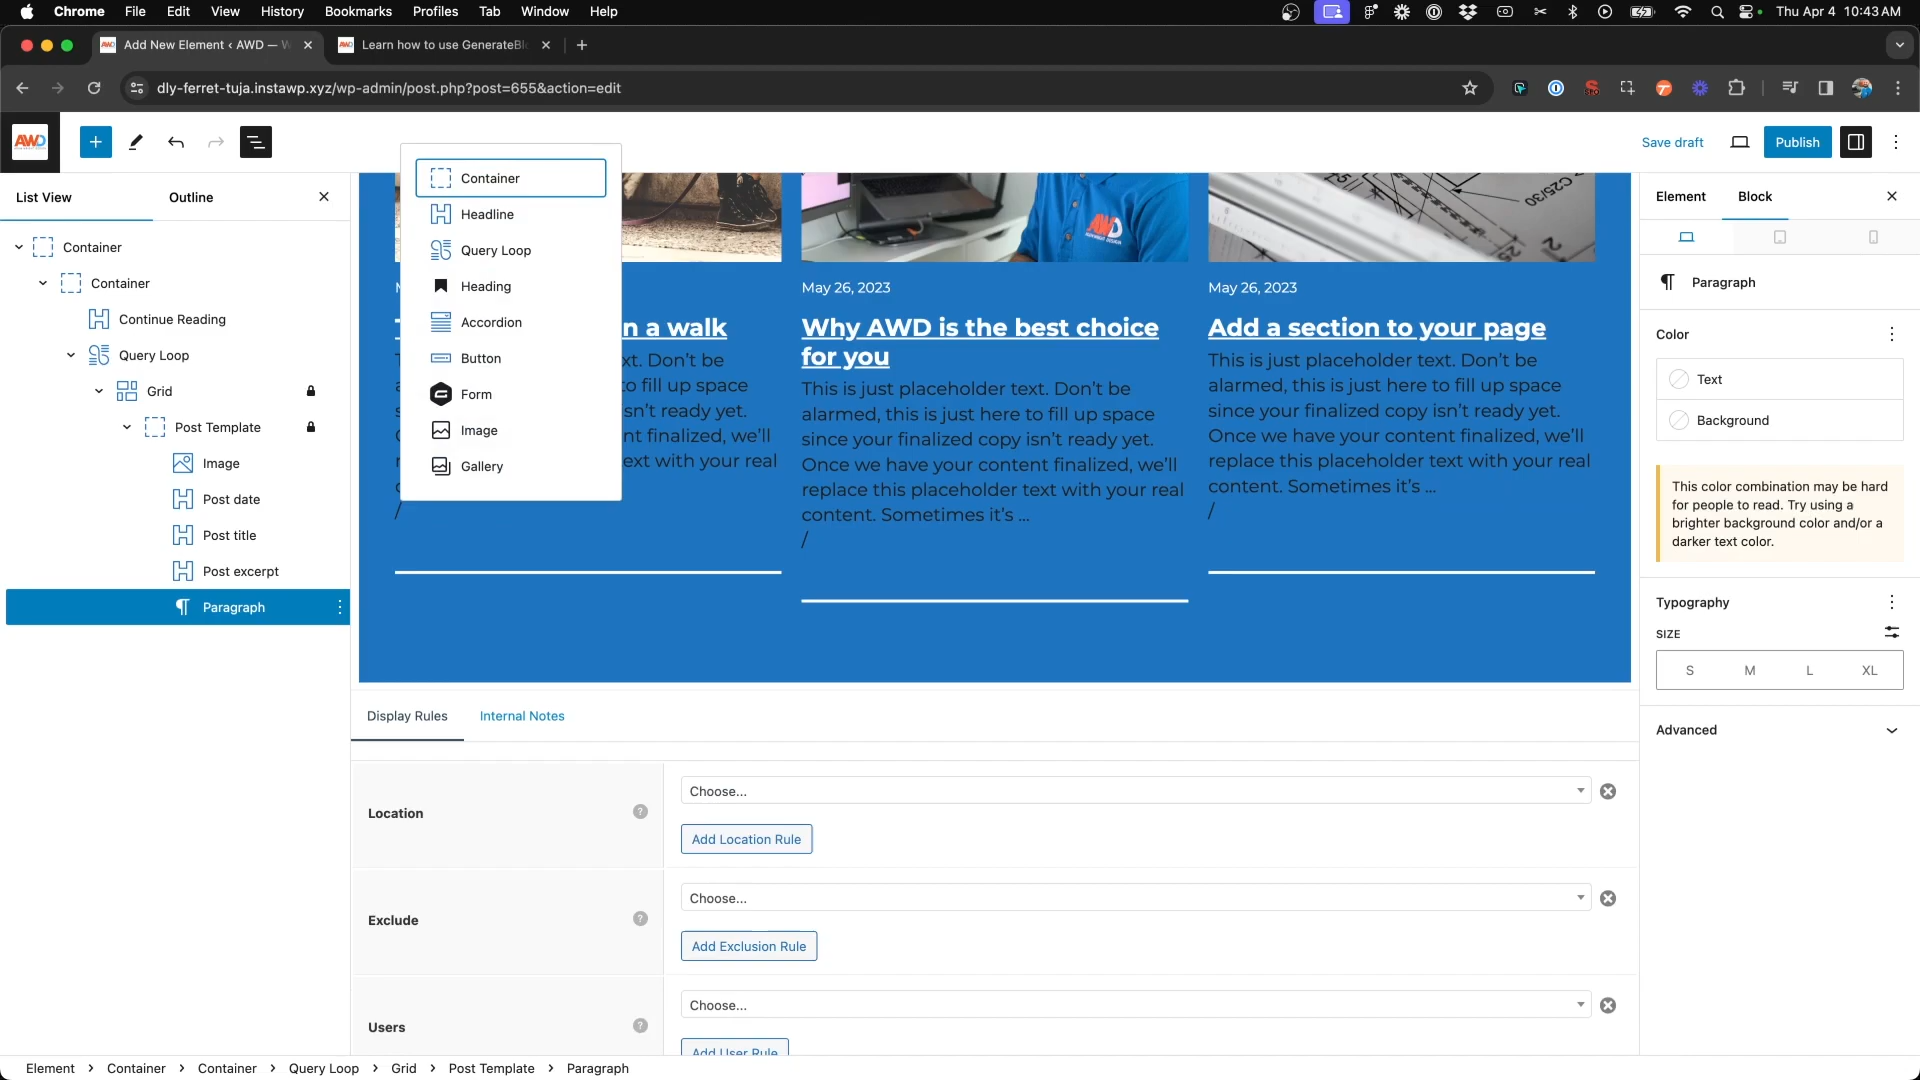 Chrome File Edit View History Bookmarks Profiles Tab Window Help
Thu Apr 4 10:43 AM
Add New Element ‹ AWD — W
Learn how to use GenerateBl
dly-ferret-tuja.instawp.xyz/wp-admin/post.php?post=655&action=edit
AWD
Save draft
Publish
List View
Outline
Container
Container
Continue Reading
Query Loop
Grid
Post Template
Image
Post date
Post title
Post excerpt
Paragraph
Container
Headline
Query Loop
Heading
Accordion
Button
Form
Image
Gallery
n a walk
xt. Don't be
to fill up space
sn't ready yet.
nt finalized, we'll
ext with your real
/
AWD
May 26, 2023
Why AWD is the best choice
for you
This is just placeholder text. Don't be
alarmed, this is just here to fill up space
since your finalized copy isn't ready yet.
Once we have your content finalized, we'll
replace this placeholder text with your real
content. Sometimes it's ...
/
C25/30
May 26, 2023
Add a section to your page
This is just placeholder text. Don't be
alarmed, this is just here to fill up space
since your finalized copy isn't ready yet.
Once we have your content finalized, we'll
replace this placeholder text with your real
content. Sometimes it's ...
/
Display Rules
Internal Notes
Location
Choose...
Add Location Rule
Exclude
Choose...
Add Exclusion Rule
Users
Choose...
Add User Rule
Element
Block
Paragraph
Color
Text
Background
This color combination may be hard
for people to read. Try using a
brighter background color and/or a
darker text color.
Typography
SIZE
S M L XL
Advanced
Element › Container › Container › Query Loop › Grid › Post Template › Paragraph